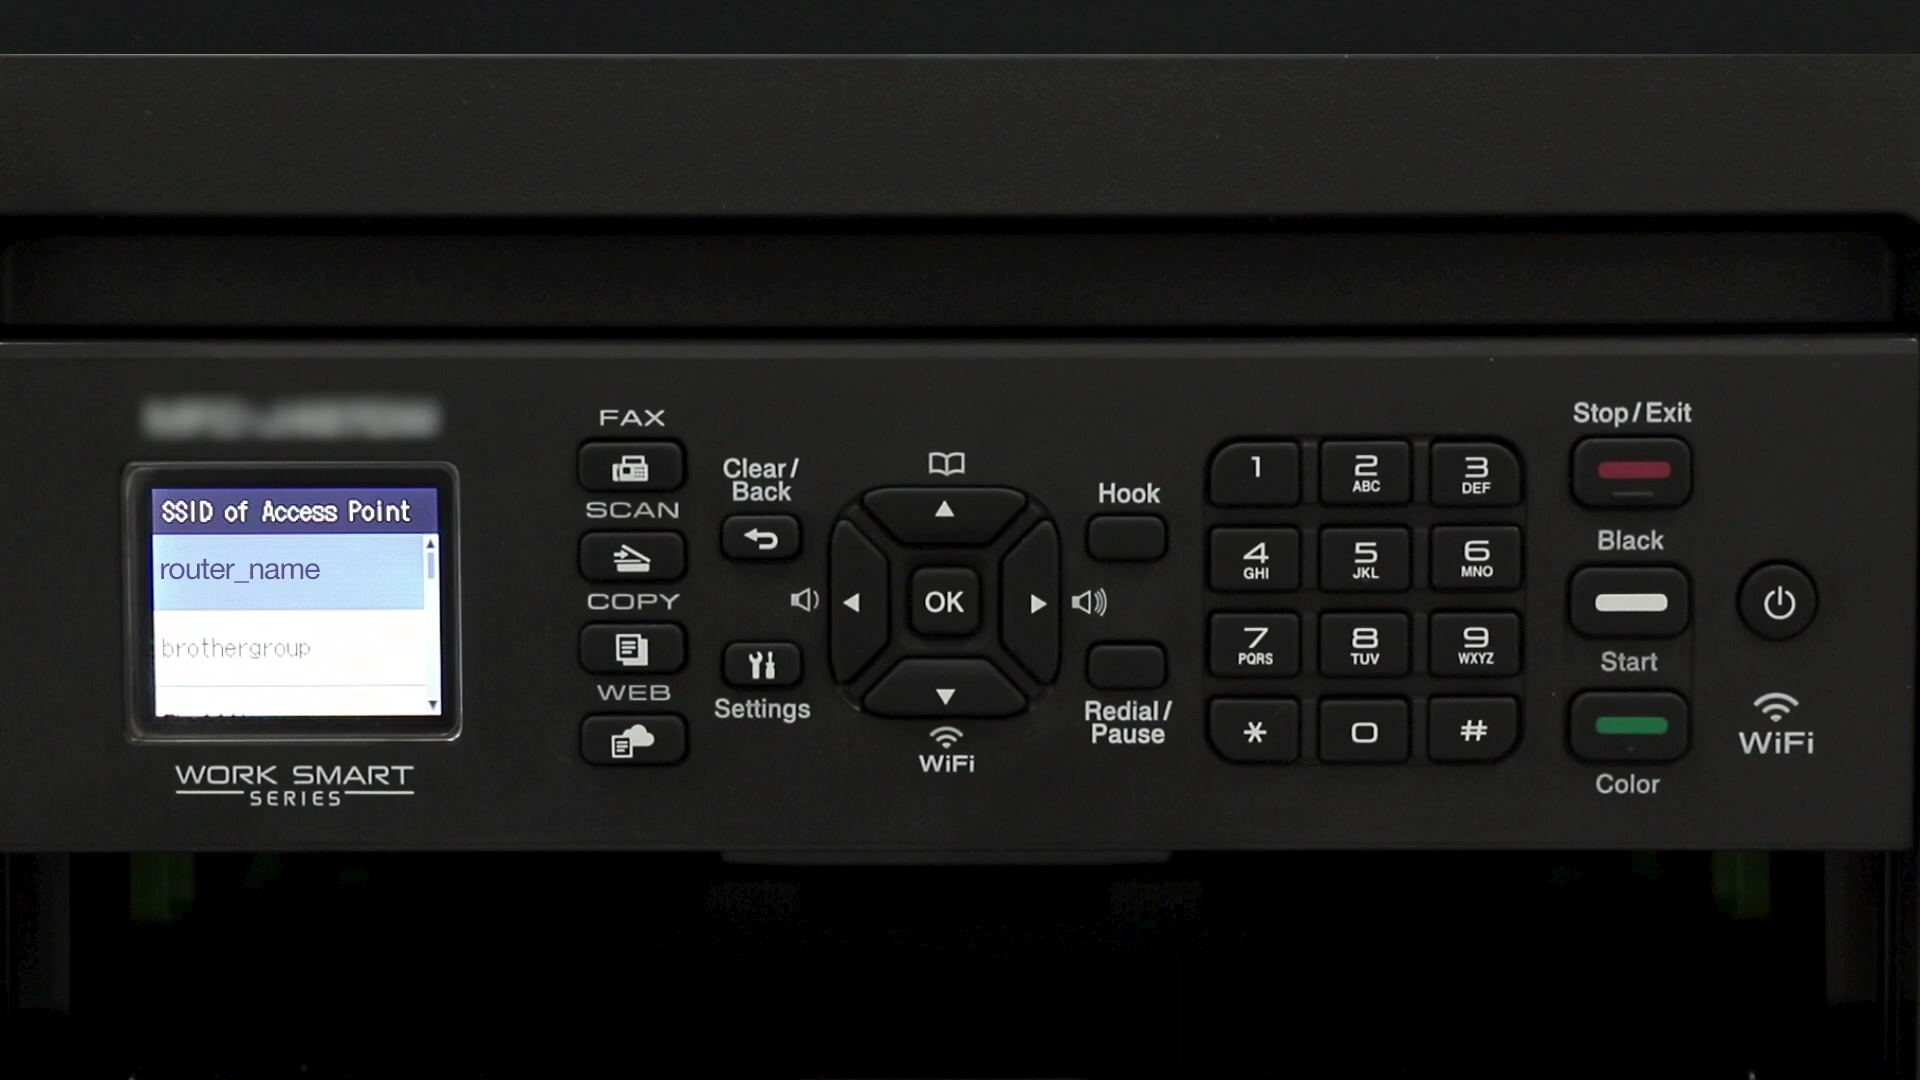 SSID of Access Point
router_name
brothergroup
WORK SMART
SERIES
FAX
SCAN
COPY
WEB
Clear/
Back
Settings
OK
WiFi
Hook
Redial/
Pause
1
2
ABC
3
DEF
4
GHI
5
JKL
6
MNO
7
PQRS
8
TUV
9
WXYZ
*
0
#
Stop/Exit
Black
Start
Color
WiFi